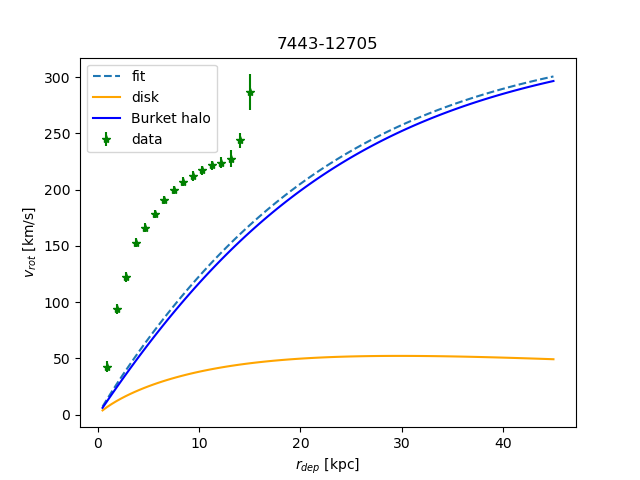 7443-12705
fit
disk
Burket halo
data
300
250
200
150
100
50
0
v_rot [km/s]
0 10 20 30 40
r_dep [kpc]